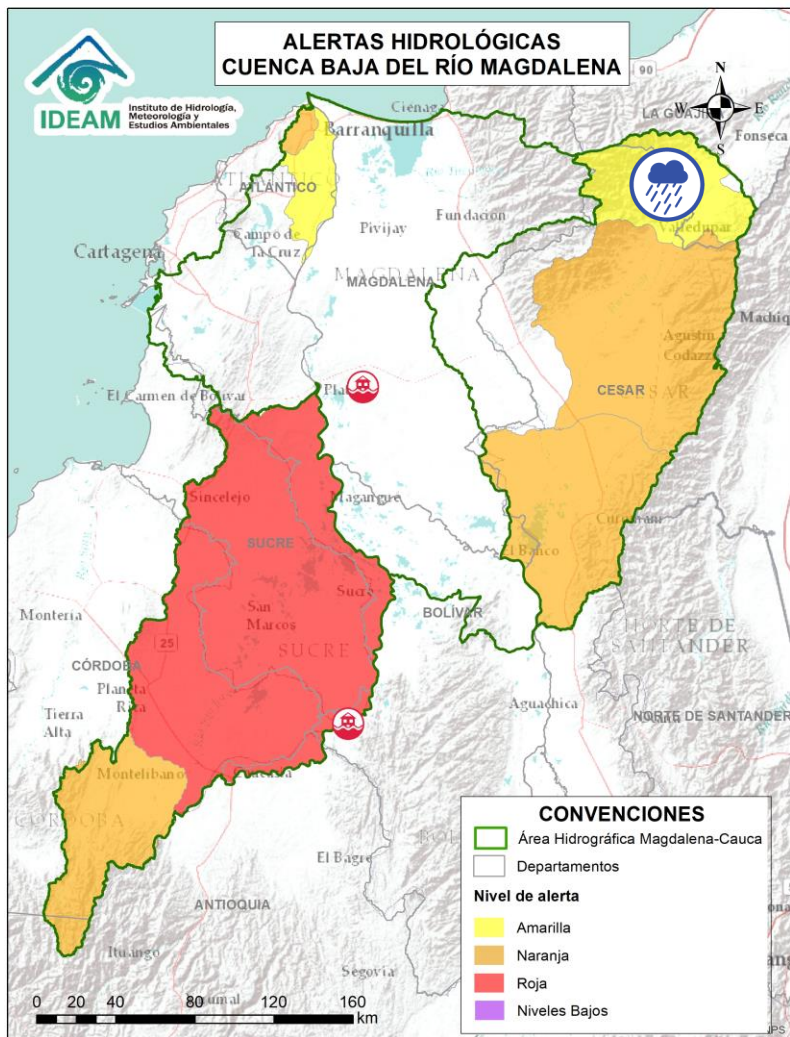 ALERTAS HIDROLÓGICAS
CUENCA BAJA DEL RÍO MAGDALENA
IDEAM
Instituto de Hidrología,
Meteorología y
Estudios Ambientales
90
N
W
E
S
Ciénaga
LA GUAJIRA
Fonseca
Barranquilla
ATLÁNTICO
Fundación
Pivijay
Valledupar
Campo de
la Cruz
Cartagena
MAGDALENA
MAGDALENA
Agustín
Codazzi
El Carmen de Bolívar
CESAR
Sincelejo
Magangué
Curumaní
SUCRE
El Banco
Sucre
BOLÍVAR
San
Marcos
Montería
SUCRE
NORTE DE
SANTANDER
25
CÓRDOBA
Planeta
Rica
Aguachica
Tierra
Alta
NORTE DE SANTANDER
Montelíbano
CÓRDOBA
El Bagre
ANTIOQUIA
Ituango
Segovia
CONVENCIONES
Área Hidrográfica Magdalena-Cauca
Departamentos
Nivel de alerta
Amarilla
Naranja
Roja
Niveles Bajos
0 20 40 80 120 160
km